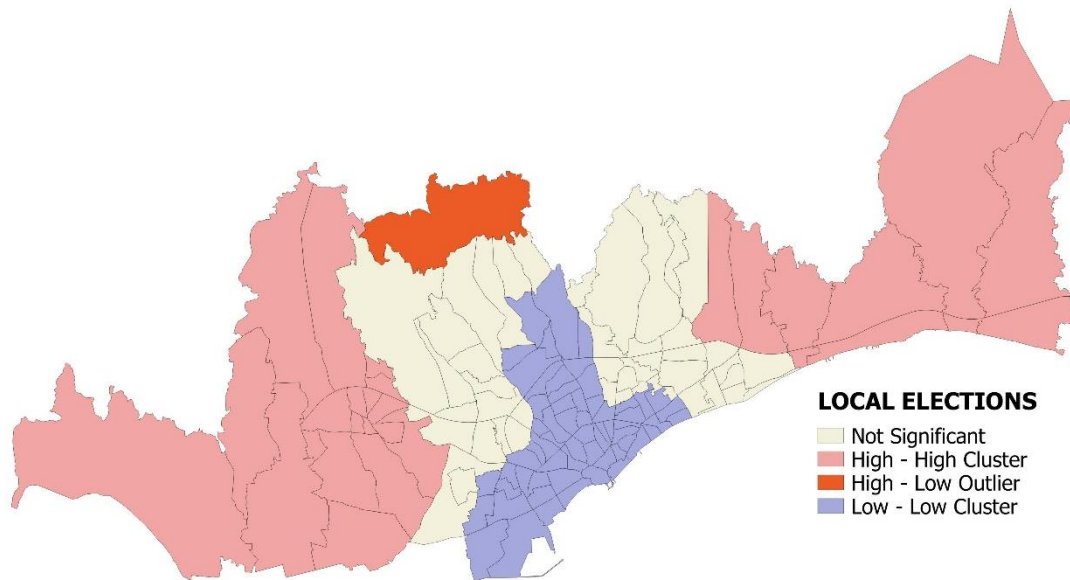 LOCAL ELECTIONS
Not Significant
High - High Cluster
High - Low Outlier
Low - Low Cluster